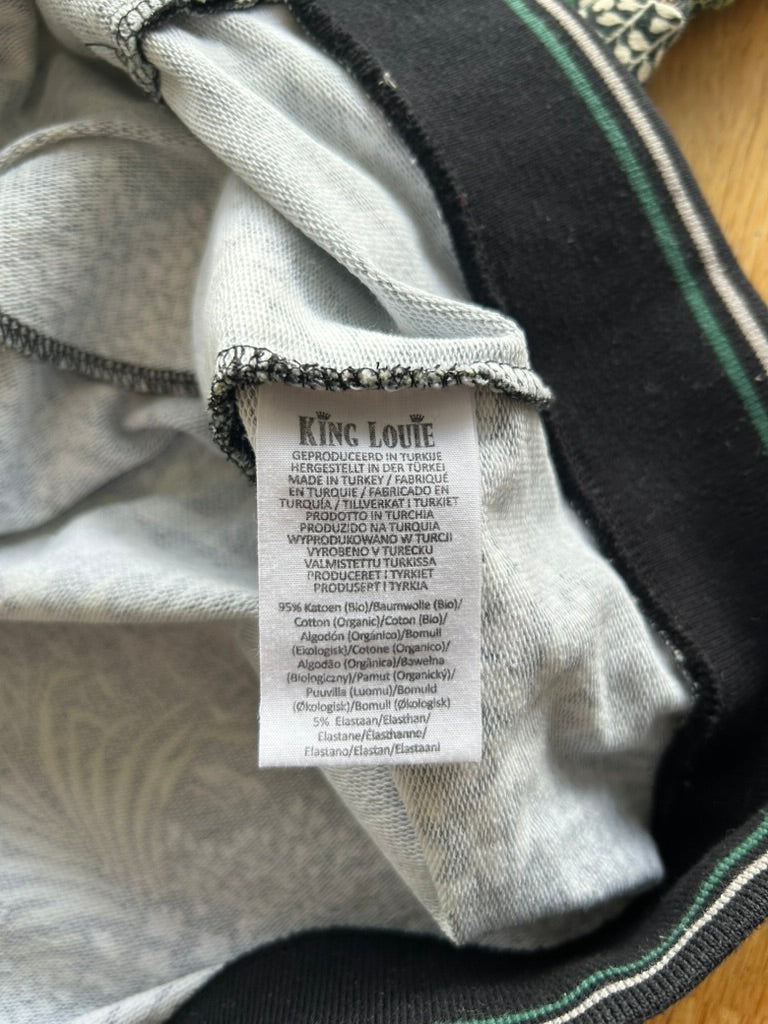 KING LOUIE
GEPRODUCEERD IN TURKIJE
HERGESTELLT IN DER TÜRKEI
MADE IN TURKEY / FABRIQUÉ
EN TURQUIE / FABRICADO EN
TURQUÍA / TILLVERKAT I TURKIET
PRODOTTO IN TURCHIA
PRODUZIDO NA TURQUIA
WYPRODUKOWANO W TURCJI
VYROBENO V TURECKU
VALMISTETTU TURKISSA
PRODUCERET I TYRKIET
PRODUSERT I TYRKIA
95% Katoen (Bio)/Baumwolle (Bio)/
Cotton (Organic)/Coton (Bio)/
Algodón (Orgánico)/Bomull
(Ekologisk)/Cotone (Organico)/
Algodão (Orgânica)/Bawełna
(Biologiczny)/Pamut (Organický)/
Puuvilla (Luomu)/Bomuld
(Økologisk)/Bomull (Økologisk)
5% Elastaan/Elasthan/
Elastane/Élasthanne/
Elastano/Elastan/Elastaani